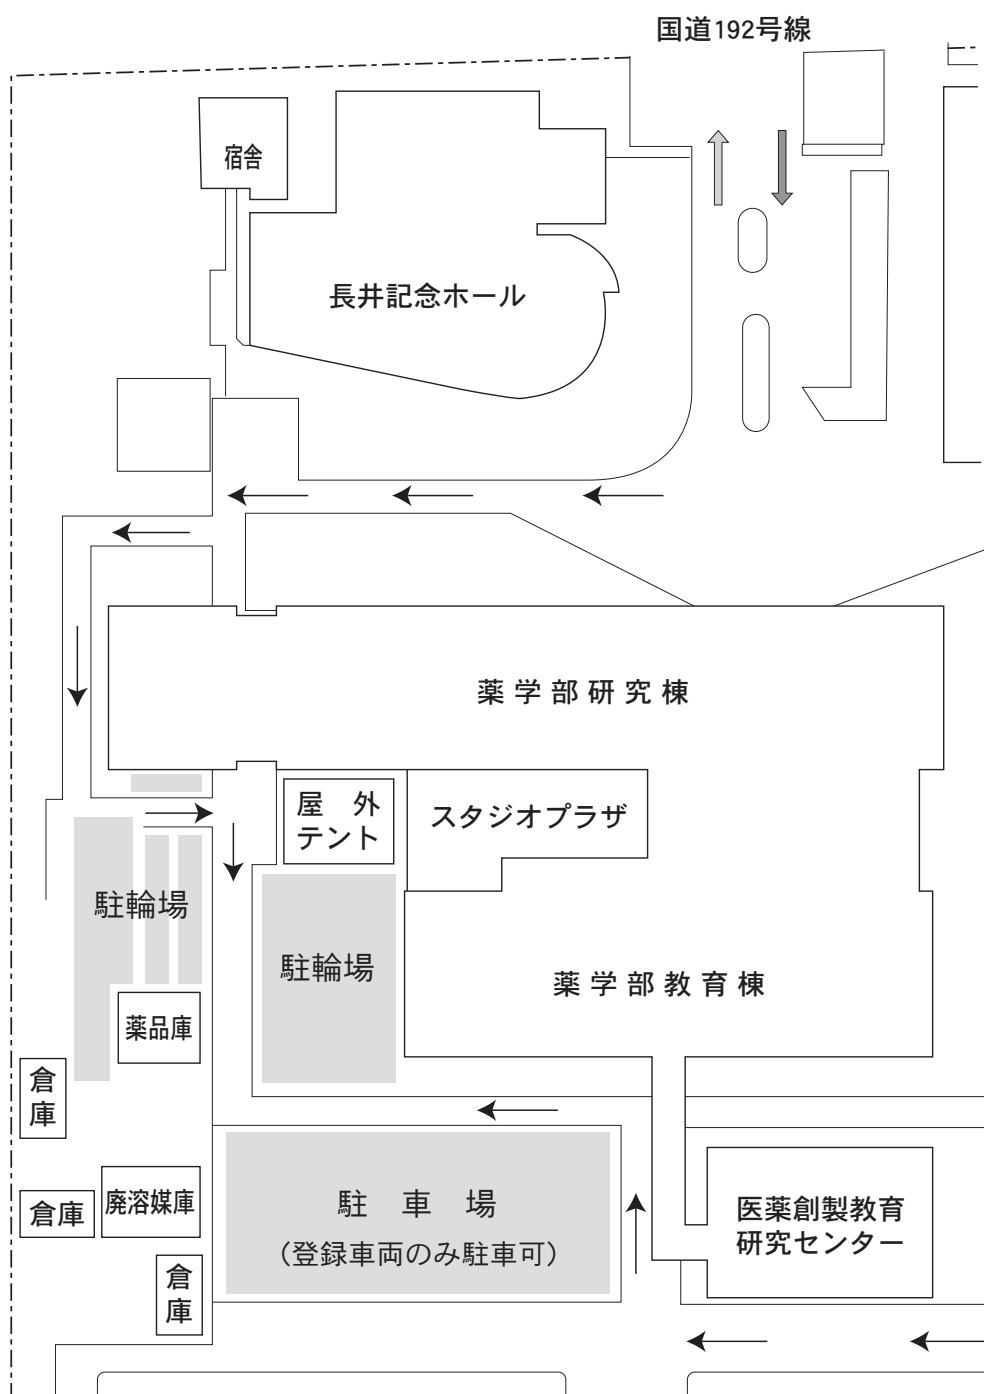 国道192号線
宿舎
長井記念ホール
薬学部研究棟
屋 外
テント
スタジオプラザ
駐輪場
駐輪場
薬学部教育棟
薬品庫
倉
庫
倉庫
廃溶媒庫
駐 車 場
（登録車両のみ駐車可）
医薬創製教育
研究センター
倉
庫